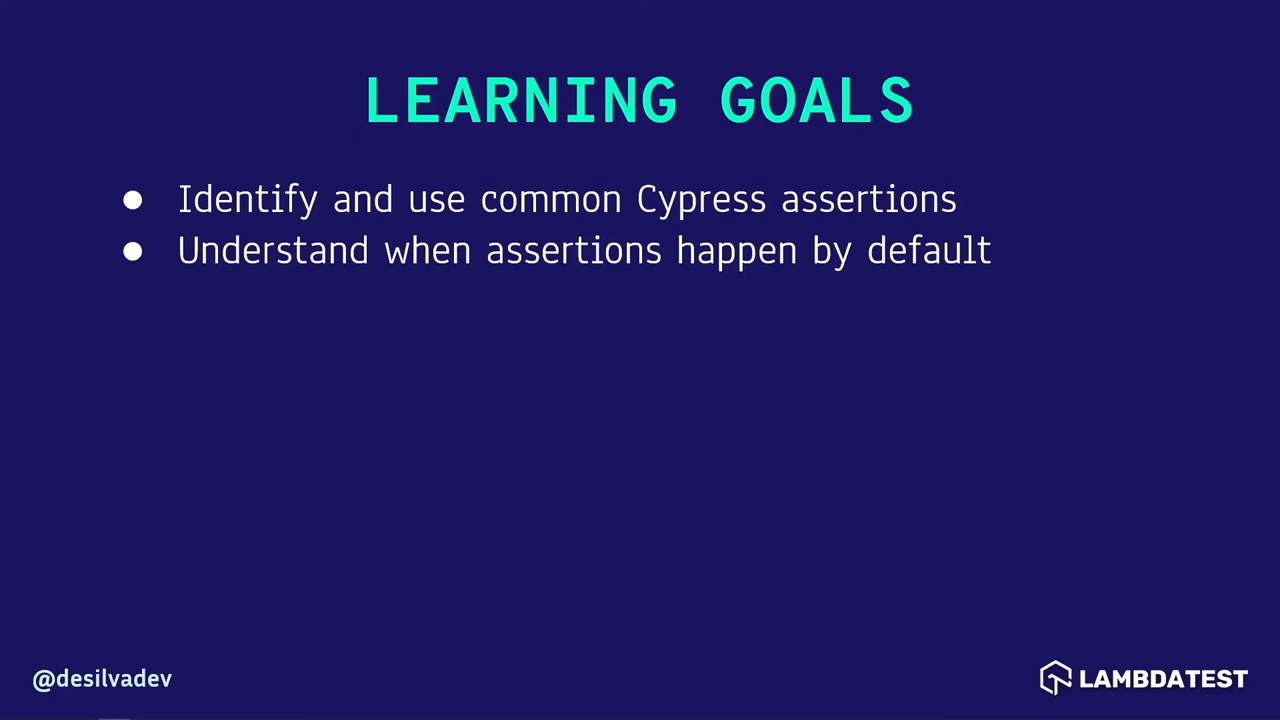 LEARNING GOALS
● Identify and use common Cypress assertions
● Understand when assertions happen by default
@desilvadev
LAMBDATEST